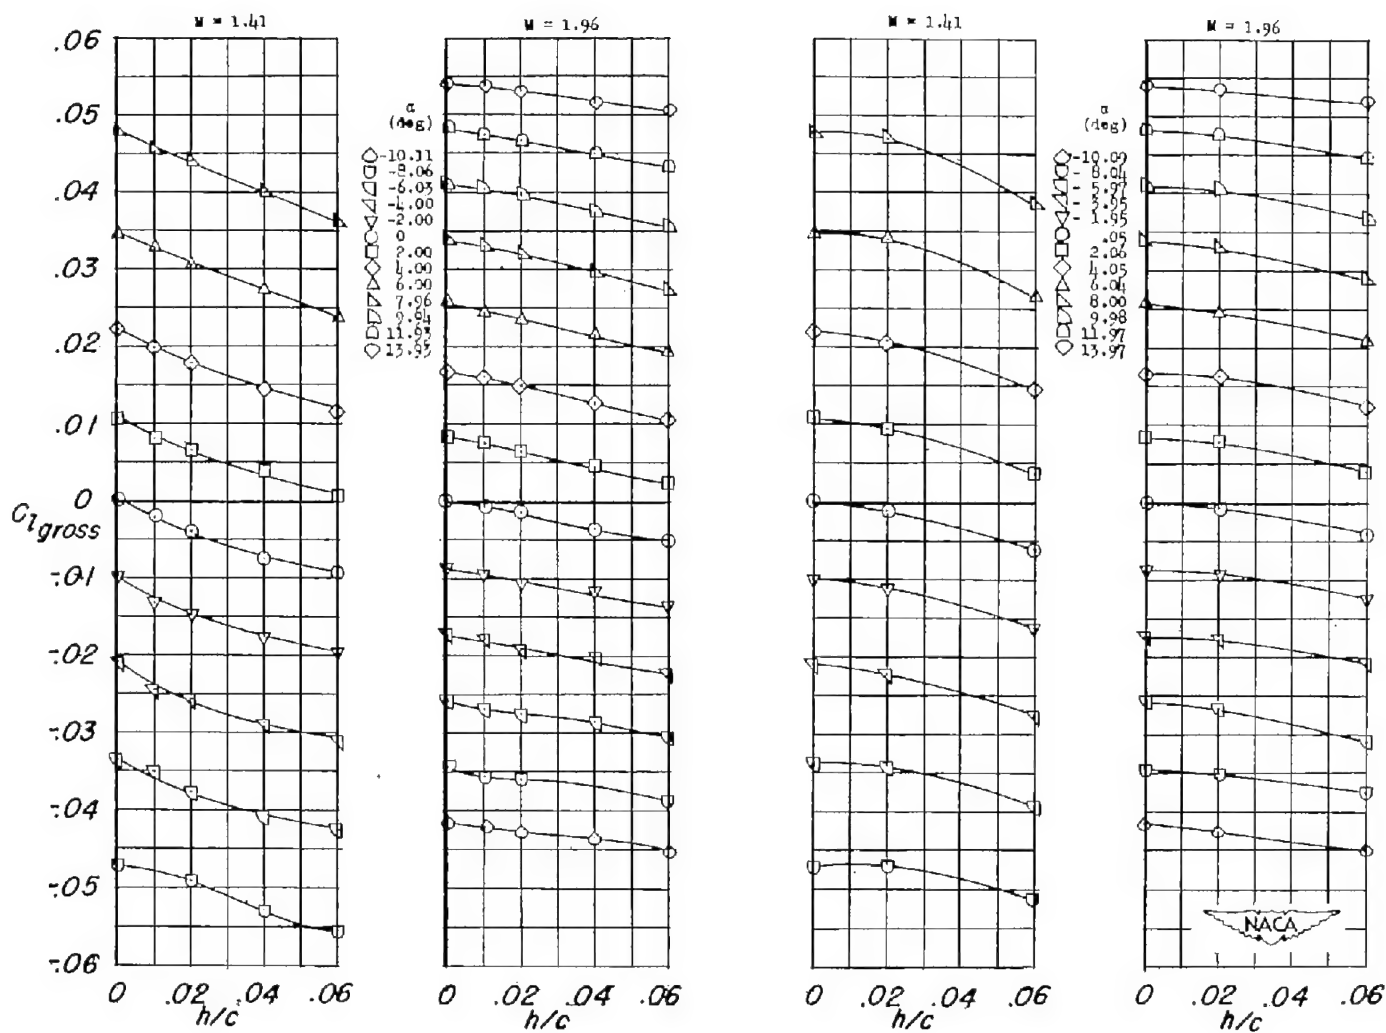 M = 1.41
M = 1.96
M = 1.41
M = 1.96
.06
.05
.04
.03
.02
.01
0
-.01
-.02
-.03
-.04
-.05
-.06
C l gross
α
(deg)
-10.11
-8.06
-6.03
-4.00
-2.00
0
2.00
4.00
6.00
7.96
9.94
11.93
13.93
α
(deg)
-10.09
- 8.04
- 5.97
- 3.95
- 1.95
.05
2.06
4.05
6.04
8.00
9.98
11.97
13.97
NACA
0 .02 .04 .06
h/c
0 .02 .04 .06
h/c
0 .02 .04 .06
h/c
0 .02 .04 .06
h/c